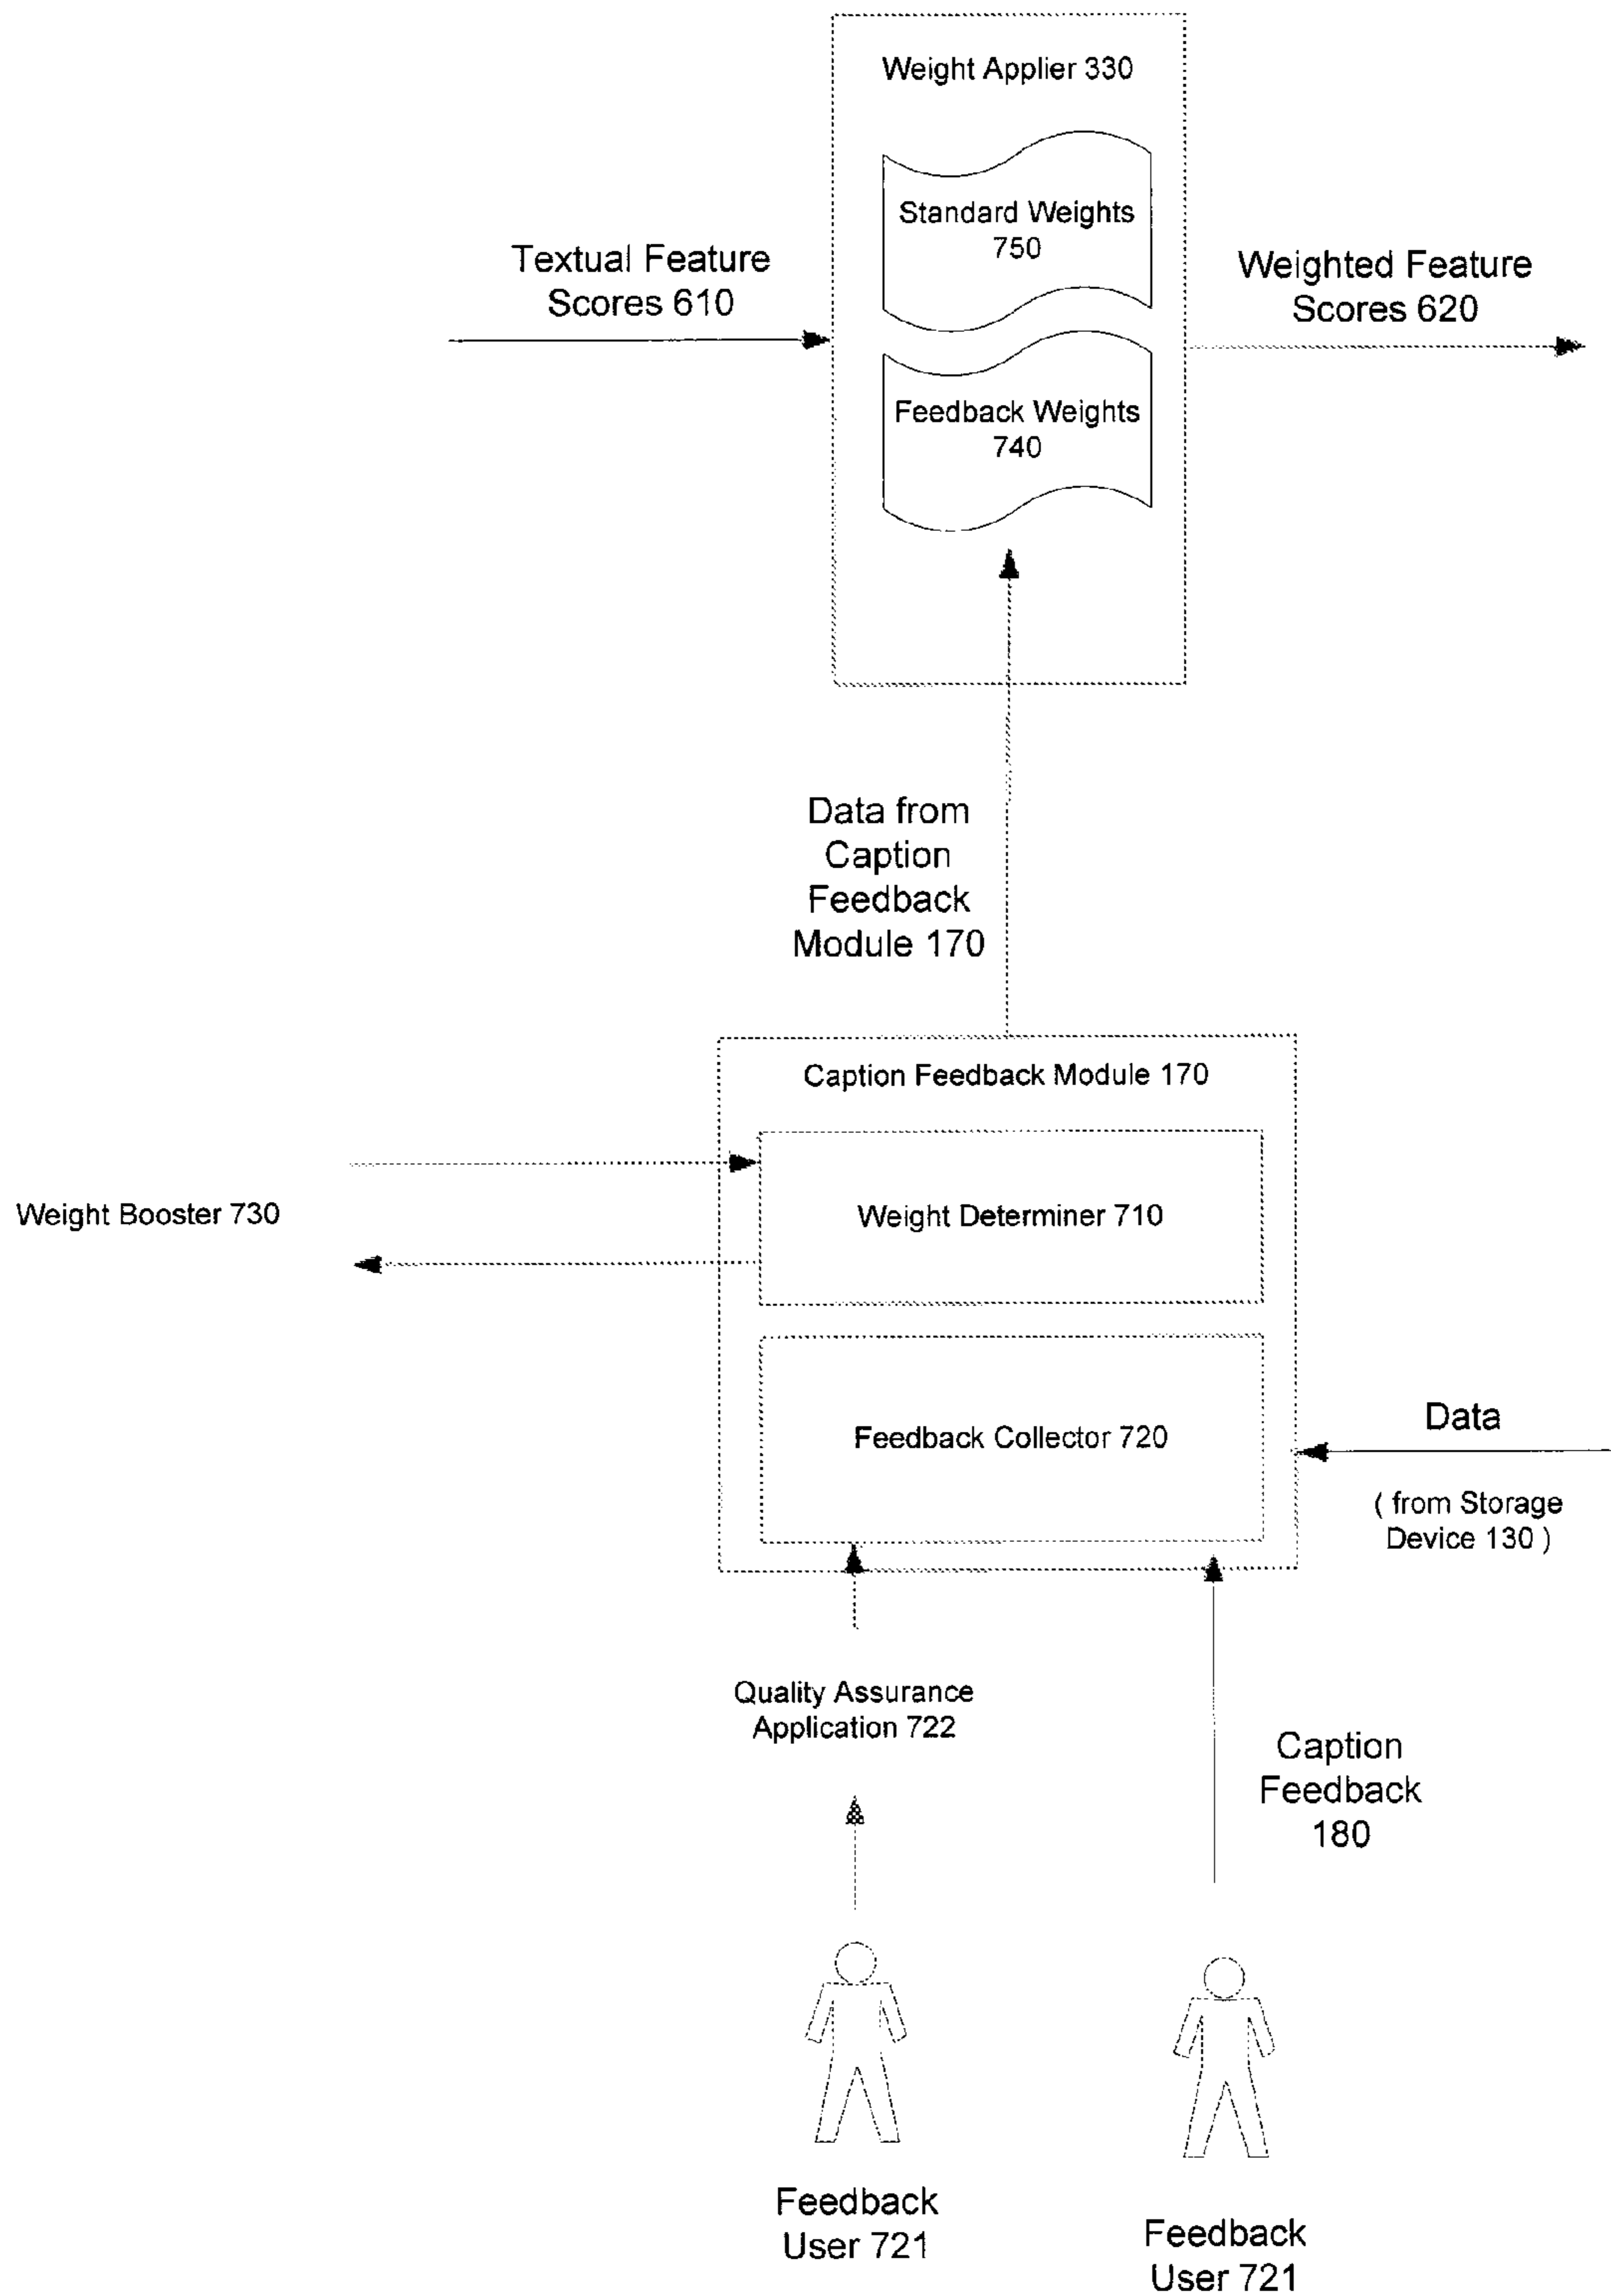 Weight Applier 330
Standard Weights
750
Textual Feature
Scores 610
Weighted Feature
Scores 620
Feedback Weights
740
Data from
Caption
Feedback
Module 170
Caption Feedback Module 170
Weight Booster 730
Weight Determiner 710
Feedback Collector 720
Data
( from Storage
Device 130 )
Quality Assurance
Application 722
Caption
Feedback
180
Feedback
User 721
Feedback
User 721